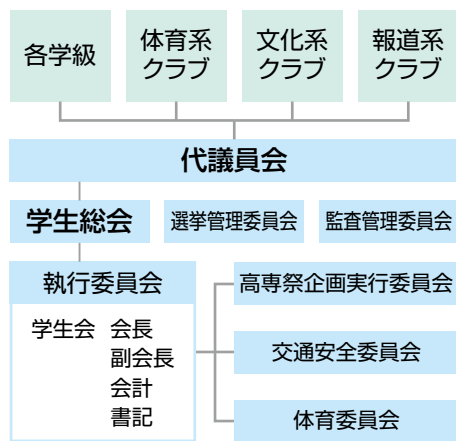 各学級
体育系
クラブ
文化系
クラブ
報道系
クラブ
代議員会
学生総会
選挙管理委員会
監査管理委員会
執行委員会
学生会 会長
副会長
会計
書記
高専祭企画実行委員会
交通安全委員会
体育委員会